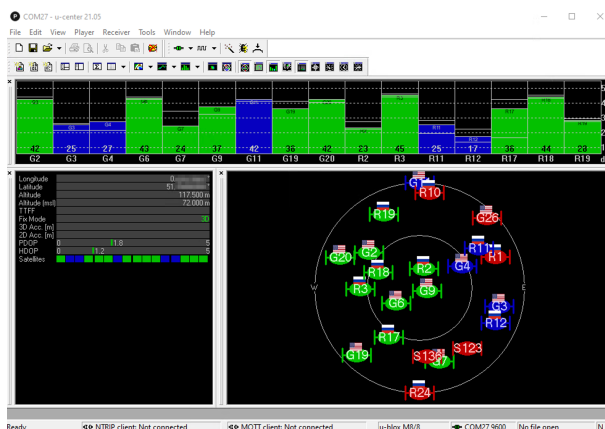 COM27 - u-center 21.05
File Edit View Player Receiver Tools Window Help
42 25 27 43 24 37 42 36 42 23 45 25 17 36 44 28
G2 G3 G4 G6 G7 G9 G11 G19 G20 R2 R3 R11 R12 R17 R18 R19
Longitude 0.
Latitude 51.
Altitude 117.500 m
Altitude (msl) 72.000 m
TTFF
Fix Mode 3D
3D Acc. [m]
2D Acc. [m]
PDOP 0 1.8 5
HDOP 0 1.2 5
Satellites
R10
R19 G26
G20 G2 R11 R1
R18 R2 G4
W R3 G9 E
G6 G3
R12
R17
G19 S136 S123
G7
R24
Ready NTRIP client: Not connected MQTT client: Not connected u-blox M8/8 COM27 9600 No file open